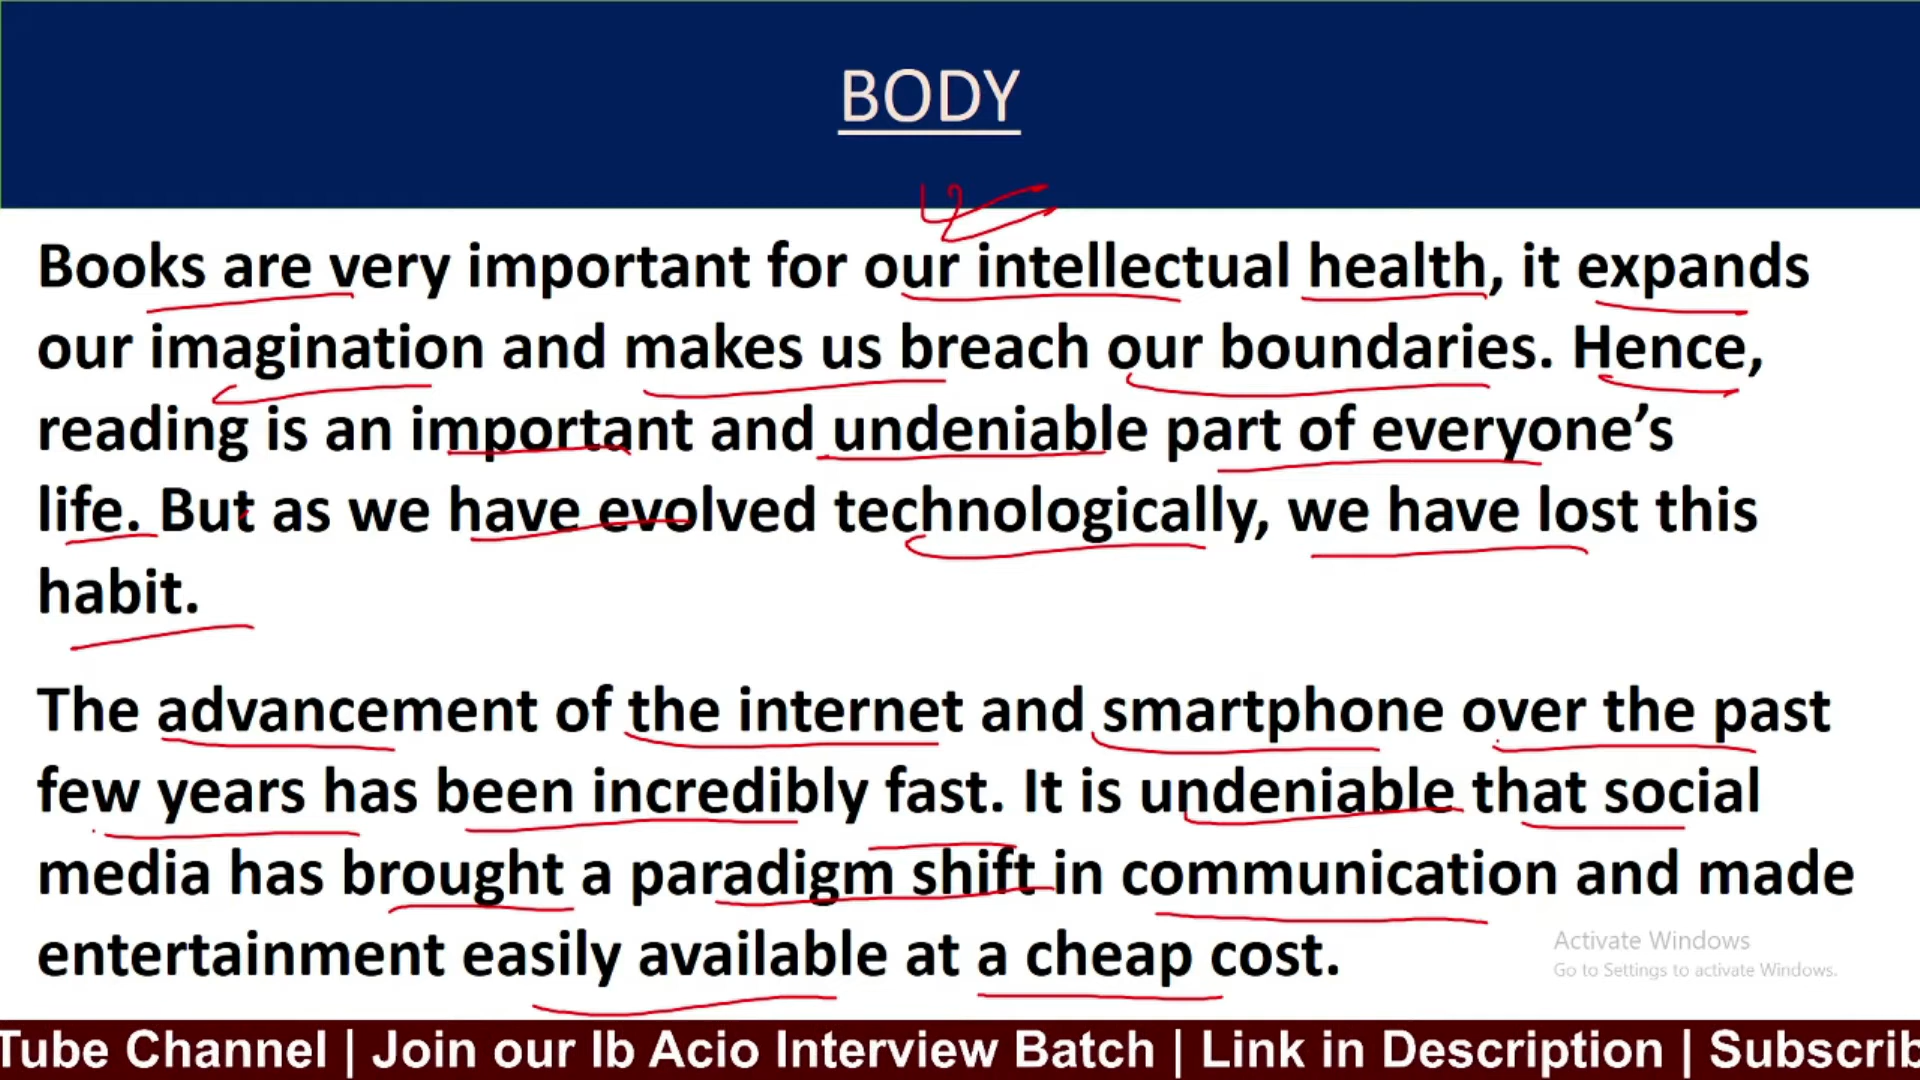 BODY
Books are very important for our intellectual health, it expands
our imagination and makes us breach our boundaries. Hence,
reading is an important and undeniable part of everyone’s
life. But as we have evolved technologically, we have lost this
habit.
The advancement of the internet and smartphone over the past
few years has been incredibly fast. It is undeniable that social
media has brought a paradigm shift in communication and made
entertainment easily available at a cheap cost.
Activate Windows
Go to Settings to activate Windows.
Tube Channel | Join our Ib Acio Interview Batch | Link in Description | Subscrib